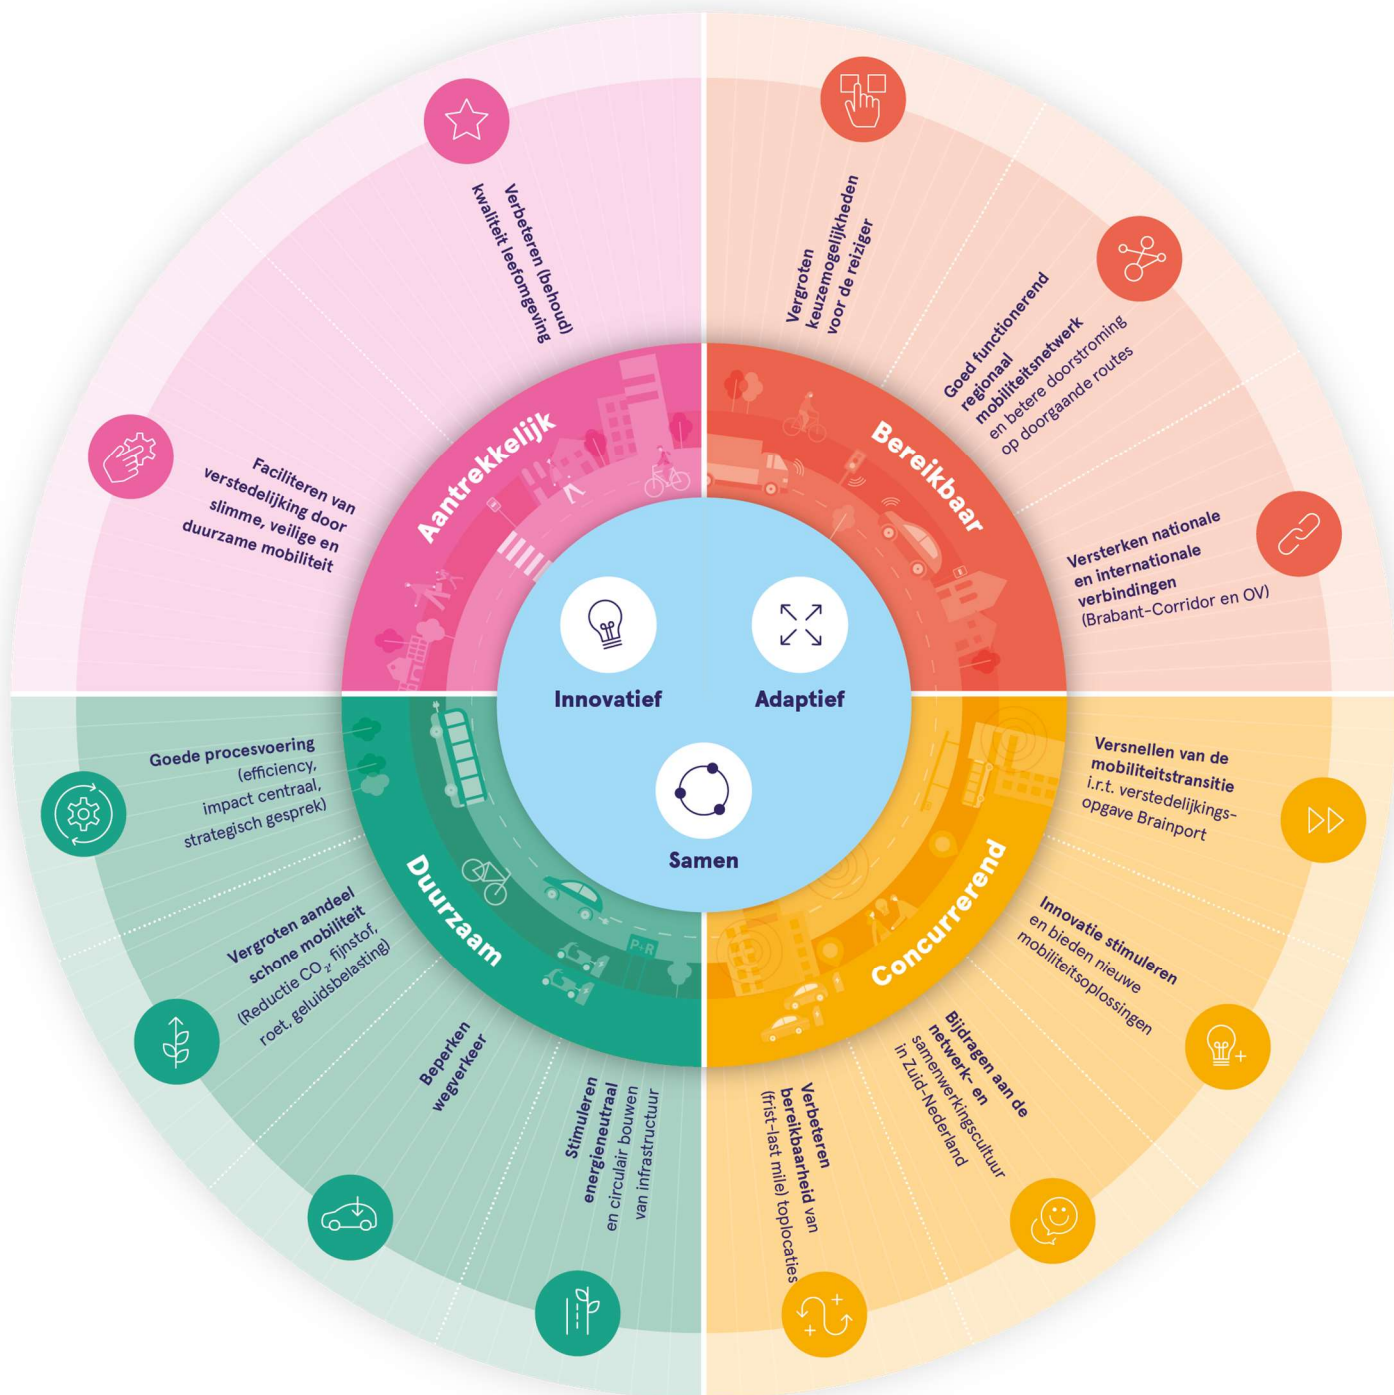 Verbeteren (behoud)
kwaliteit leefomgeving
Faciliteren van
verstedelijking door
slimme, veilige en
duurzame mobiliteit
Aantrekkelijk
Vergroten
keuzemogelijkheden
voor de reiziger
Goed functionerend
regionaal
mobiliteitsnetwerk
en betere doorstroming
op doorgaande routes
Versterken nationale
en internationale
verbindingen
(Brabant-Corridor en OV)
Bereikbaar
Innovatief
Adaptief
Samen
Goede procesvoering
(efficiency,
impact centraal,
strategisch gesprek)
Vergroten aandeel
schone mobiliteit
(Reductie CO₂, fijnstof,
roet, geluidsbelasting)
Beperken
wegverkeer
Stimuleren
energieneutraal
en circulair bouwen
van infrastructuur
Duurzaam
P+R
Versnellen van de
mobiliteitstransitie
i.r.t. verstedelijkings-
opgave Brainport
Innovatie stimuleren
en bieden nieuwe
mobiliteitsoplossingen
Bijdragen aan de
netwerk- en
samenwerkingscultuur
in Zuid-Nederland
Verbeteren
bereikbaarheid van
(frist-last mile) toplocaties
Concurrerend